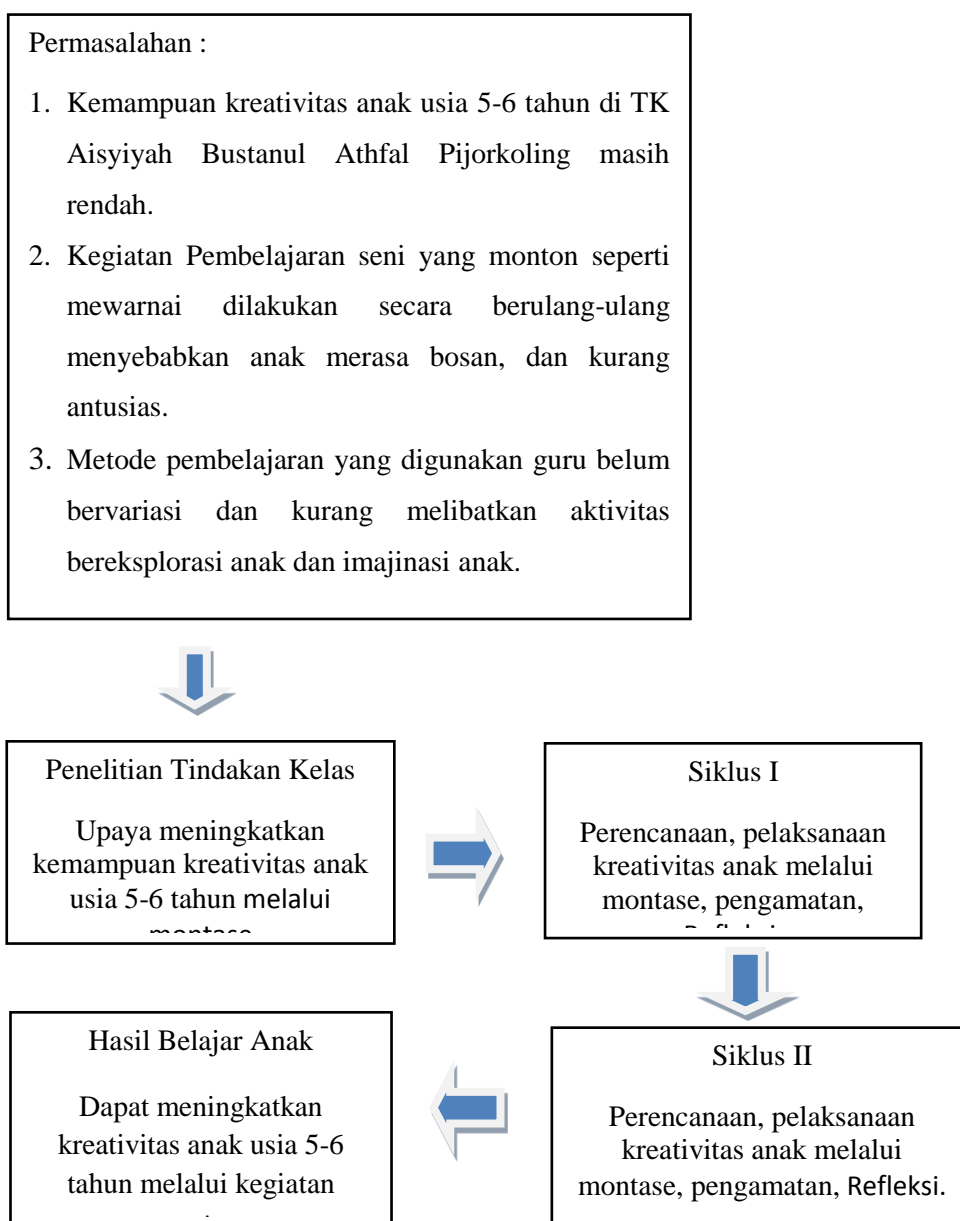 Permasalahan :
1. Kemampuan kreativitas anak usia 5-6 tahun di TK
Aisyiyah Bustanul Athfal Pijorkoling masih
rendah.
2. Kegiatan Pembelajaran seni yang monton seperti
mewarnai dilakukan secara berulang-ulang
menyebabkan anak merasa bosan, dan kurang
antusias.
3. Metode pembelajaran yang digunakan guru belum
bervariasi dan kurang melibatkan aktivitas
bereksplorasi anak dan imajinasi anak.
Penelitian Tindakan Kelas
Upaya meningkatkan
kemampuan kreativitas anak
usia 5-6 tahun melalui
montase
Siklus I
Perencanaan, pelaksanaan
kreativitas anak melalui
montase, pengamatan,
Siklus II
Perencanaan, pelaksanaan
kreativitas anak melalui
montase, pengamatan, Refleksi.
Hasil Belajar Anak
Dapat meningkatkan
kreativitas anak usia 5-6
tahun melalui kegiatan